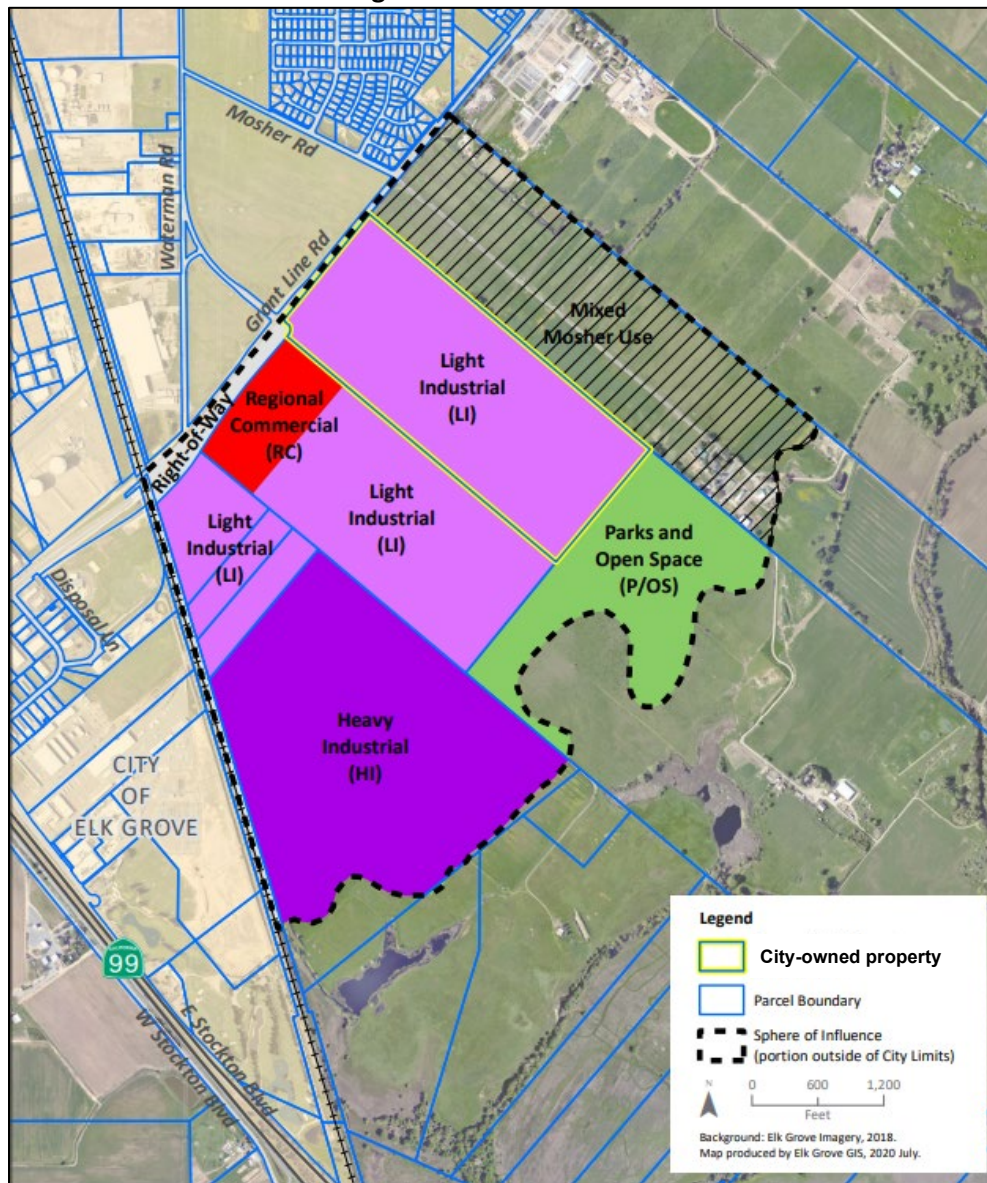 Mosher Rd
Waterman Rd
Grant Line Rd
Mixed
Mosher Use
Light
Industrial
(LI)
Regional
Commercial
(RC)
Right-of-Way
Light
Industrial
(LI)
Light
Industrial
(LI)
Parks and
Open Space
(P/OS)
Disposal Ln
Heavy
Industrial
(HI)
CITY
OF
ELK GROVE
CALIFORNIA
99
E Stockton Blvd
W Stockton Blvd
Legend
City-owned property
Parcel Boundary
Sphere of Influence
(portion outside of City Limits)
N
0 600 1,200
Feet
Background: Elk Grove Imagery, 2018.
Map produced by Elk Grove GIS, 2020 July.